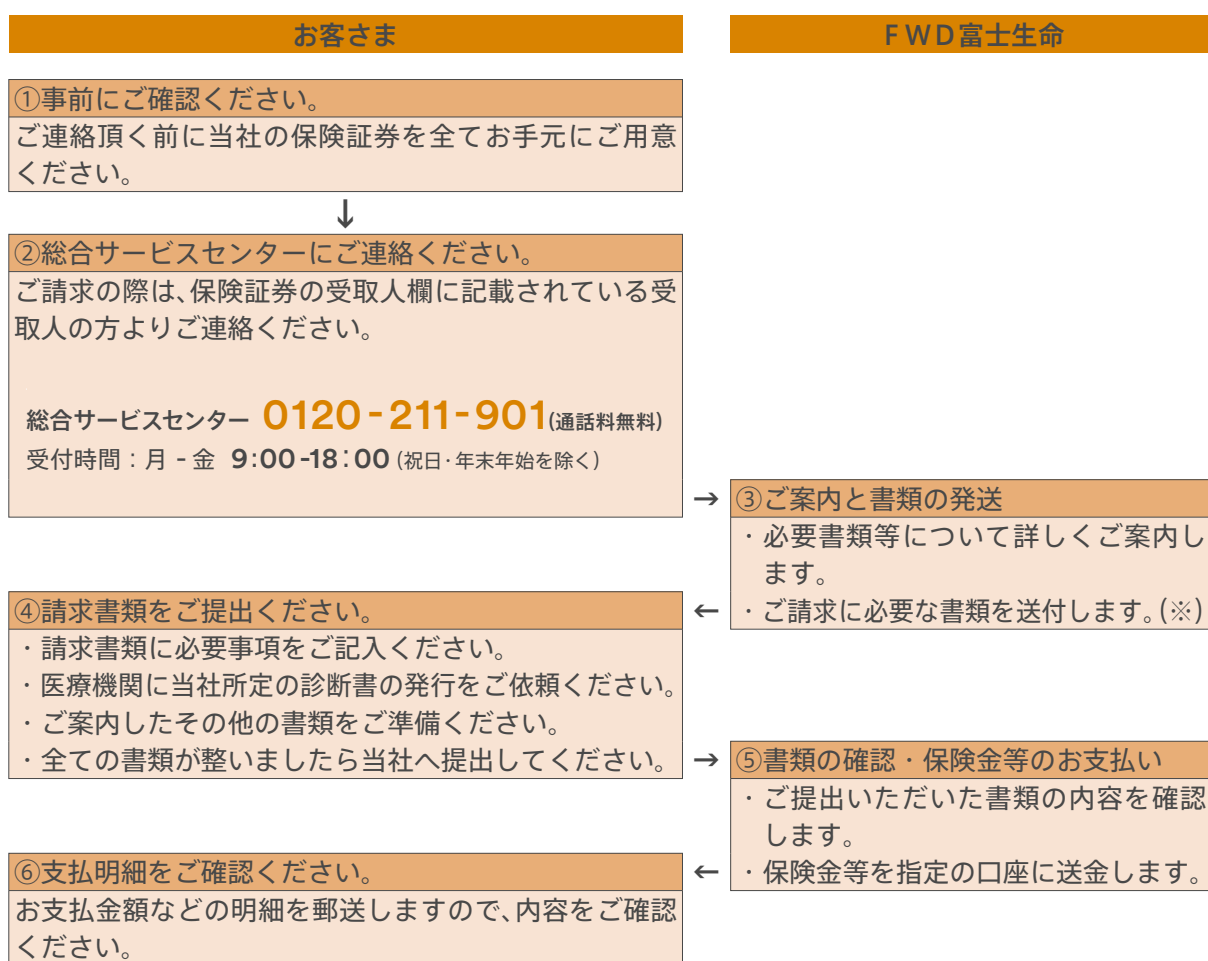 お客さま
FWD富士生命
①事前にご確認ください。
ご連絡頂く前に当社の保険証券を全てお手元にご用意
ください。
↓
②総合サービスセンターにご連絡ください。
ご請求の際は、保険証券の受取人欄に記載されている受
取人の方よりご連絡ください。
総合サービスセンター 0120-211-901(通話料無料)
受付時間：月-金 9:00-18:00 (祝日・年末年始を除く)
→ ③ご案内と書類の発送
・必要書類等について詳しくご案内し
ます。
← ・ご請求に必要な書類を送付します。(※)
④請求書類をご提出ください。
・請求書類に必要事項をご記入ください。
・医療機関に当社所定の診断書の発行をご依頼ください。
・ご案内したその他の書類をご準備ください。
・全ての書類が整いましたら当社へ提出してください。
→ ⑤書類の確認・保険金等のお支払い
・ご提出いただいた書類の内容を確認
します。
← ・保険金等を指定の口座に送金します。
⑥支払明細をご確認ください。
お支払金額などの明細を郵送しますので、内容をご確認
ください。